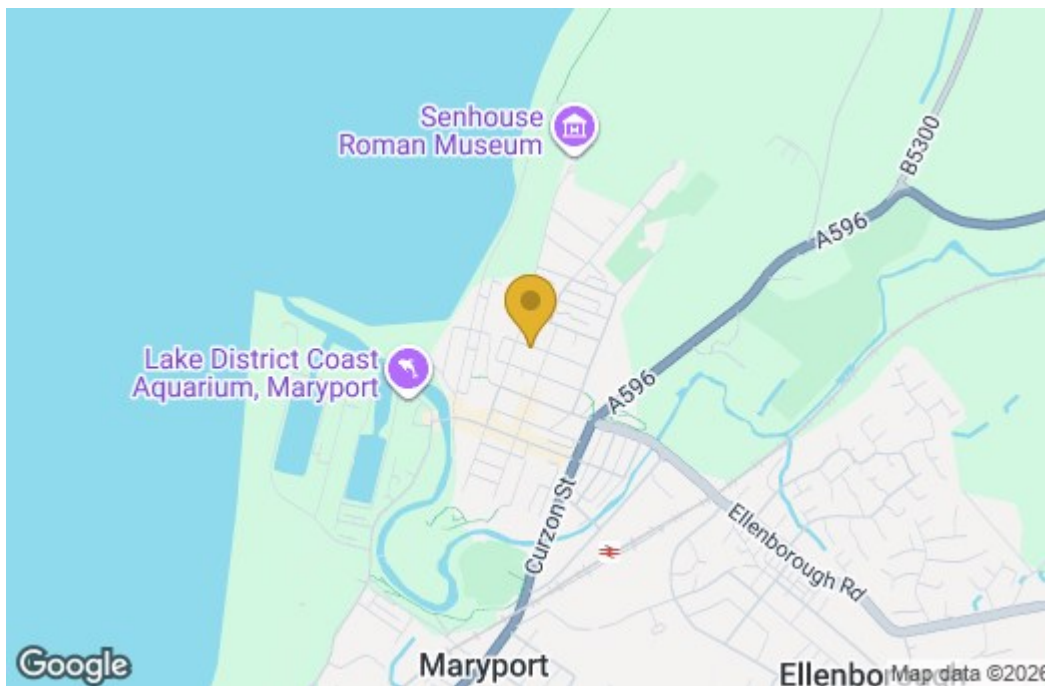 Senhouse
Roman Museum
B5300
A596
Lake District Coast
Aquarium, Maryport
A596
Curzon St
Ellenborough Rd
Maryport
Google
Map data ©2026